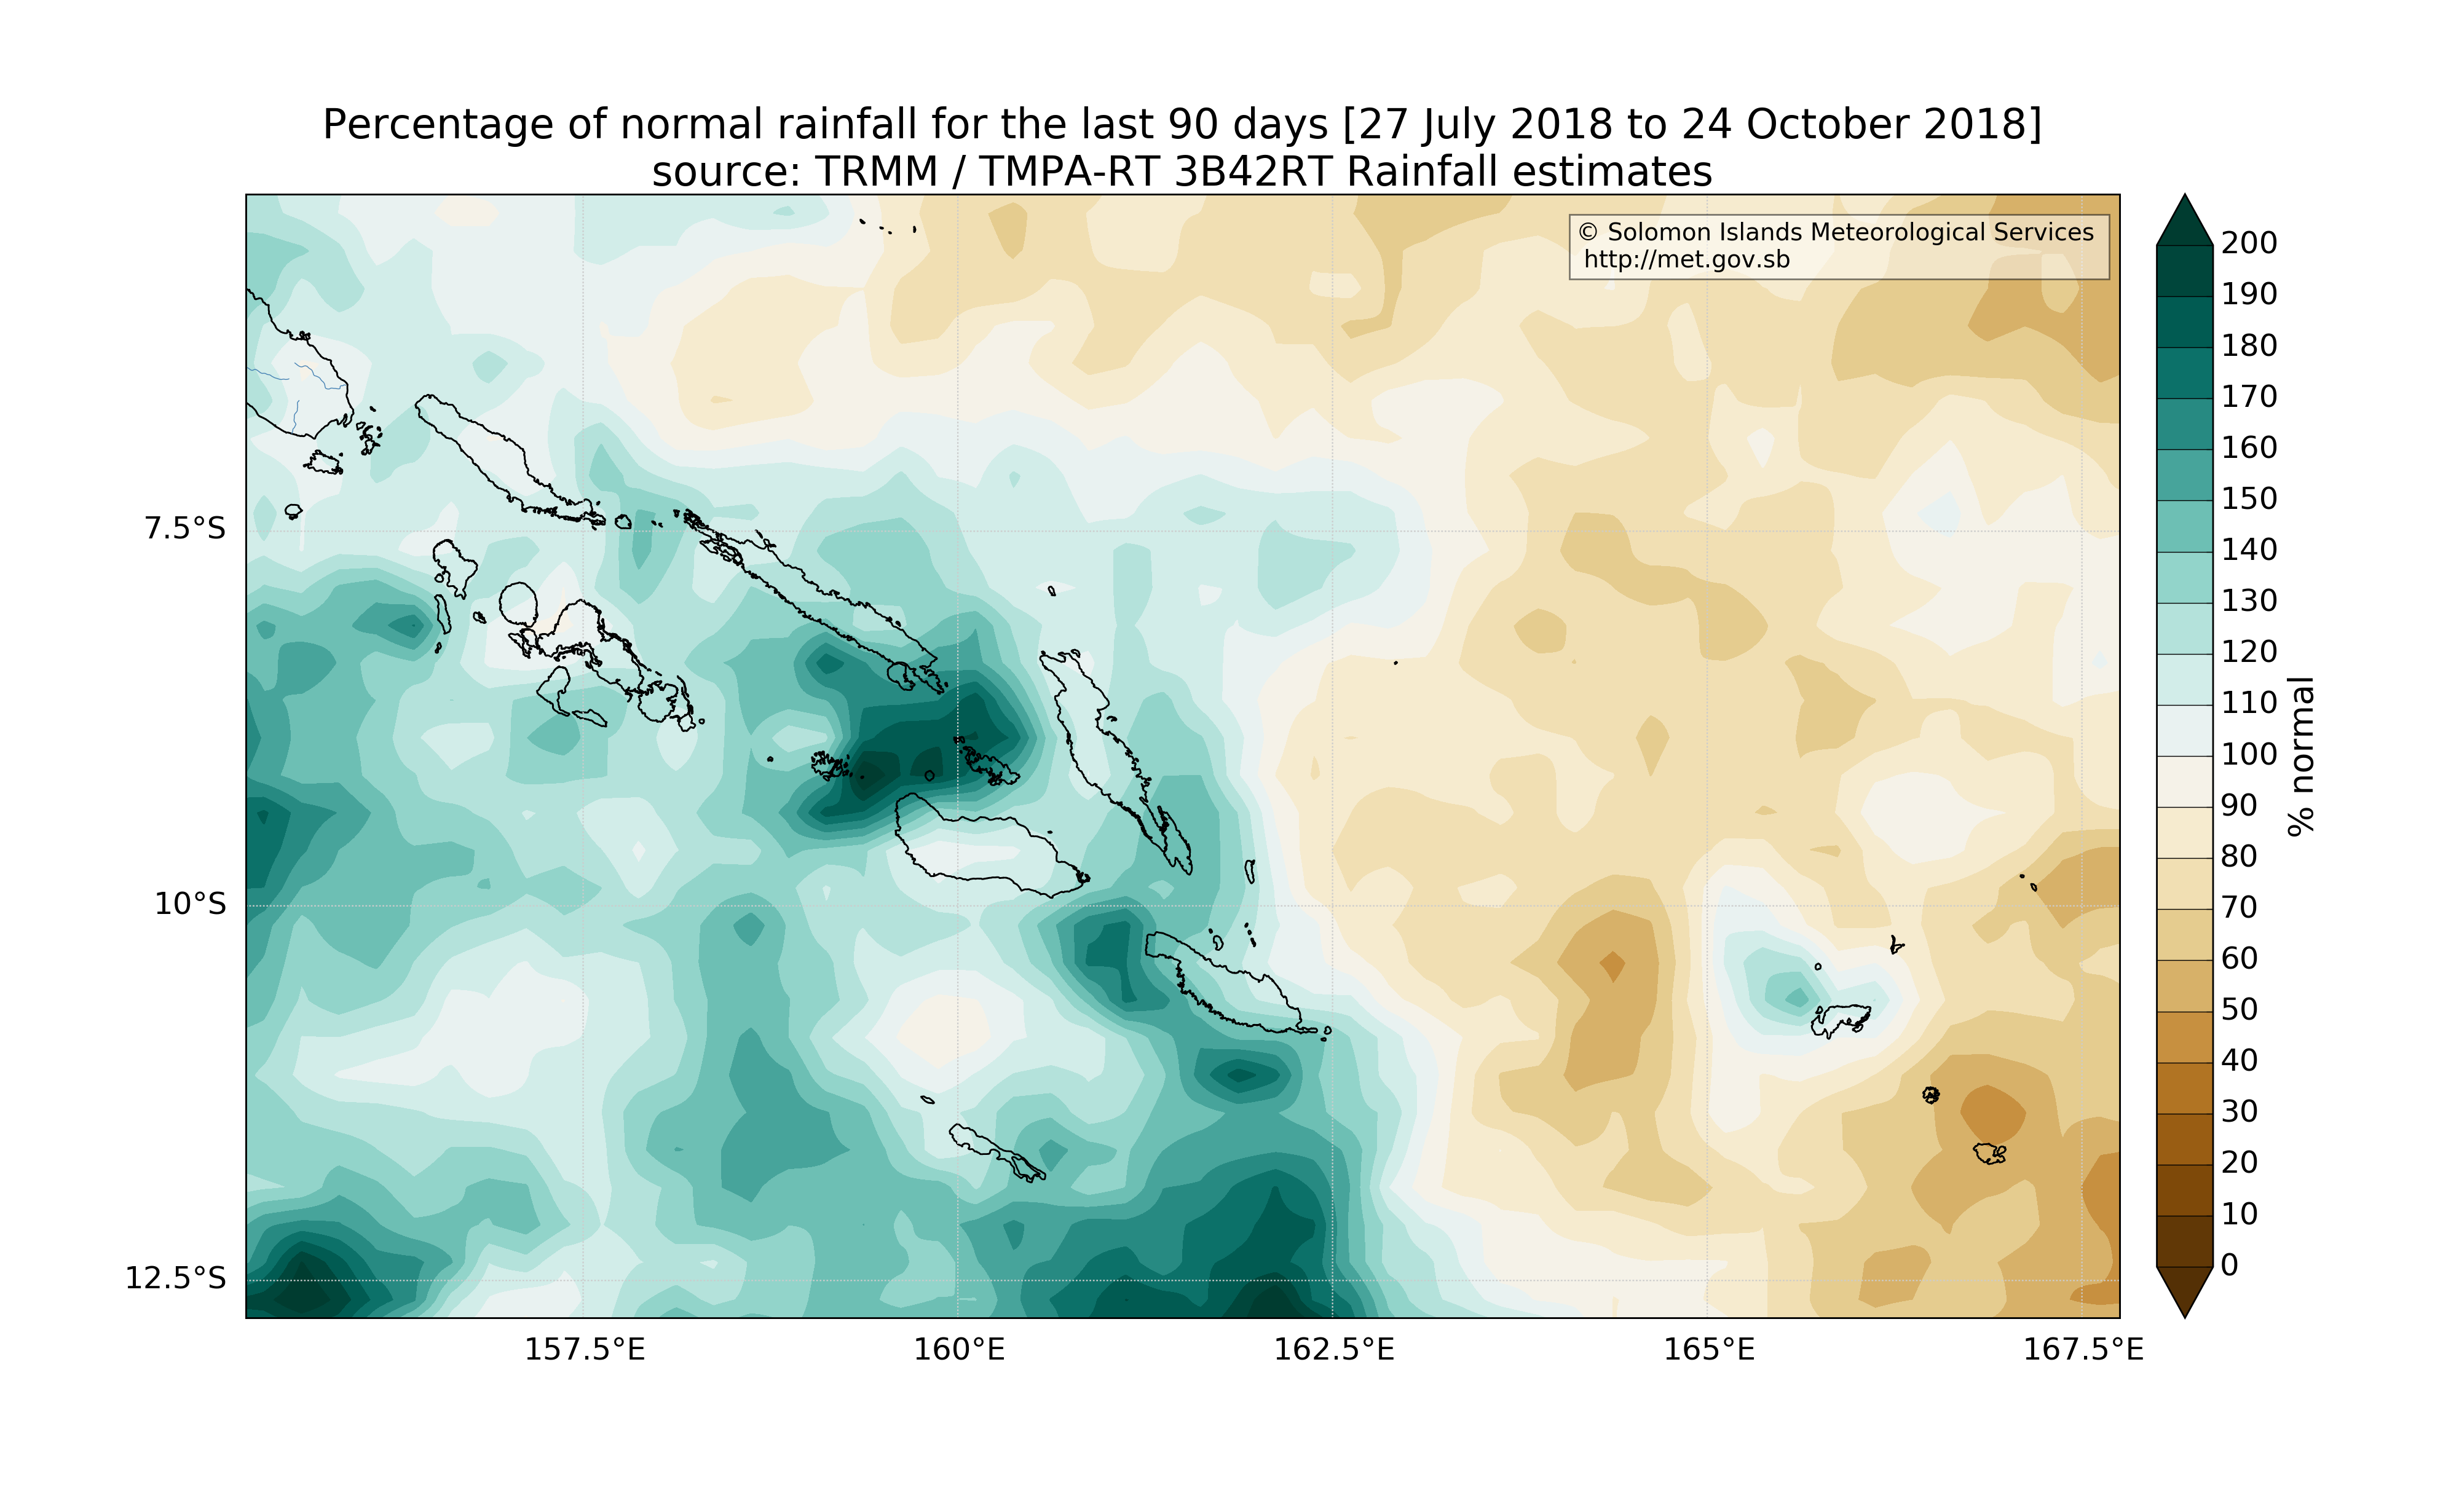 Percentage of normal rainfall for the last 90 days [27 July 2018 to 24 October 2018]
source: TRMM / TMPA-RT 3B42RT Rainfall estimates
© Solomon Islands Meteorological Services
http://met.gov.sb
7.5°S
10°S
12.5°S
157.5°E
160°E
162.5°E
165°E
167.5°E
200
190
180
170
160
150
140
130
120
110
100
90
80
70
60
50
40
30
20
10
0
% normal